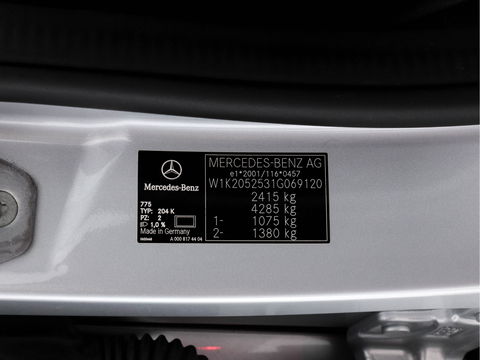 Mercedes-Benz
775
TYP: 204 K
PZ: 2
1,0 %
Made in Germany
A 000 817 44 04
MERCEDES-BENZ AG
e1*2001/116*0457
W1K2052531G069120
2415 kg
4285 kg
1- 1075 kg
2- 1380 kg